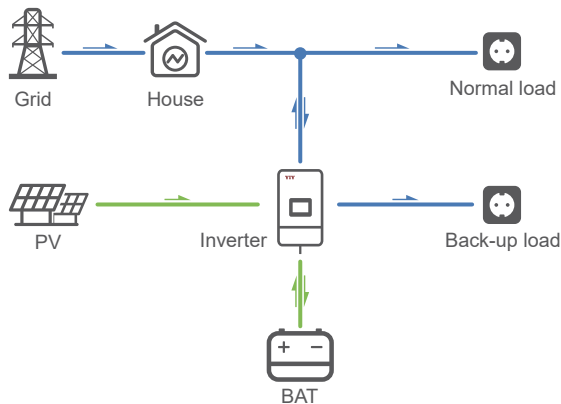 Grid
House
Normal load
PV
Inverter
Back-up load
BAT